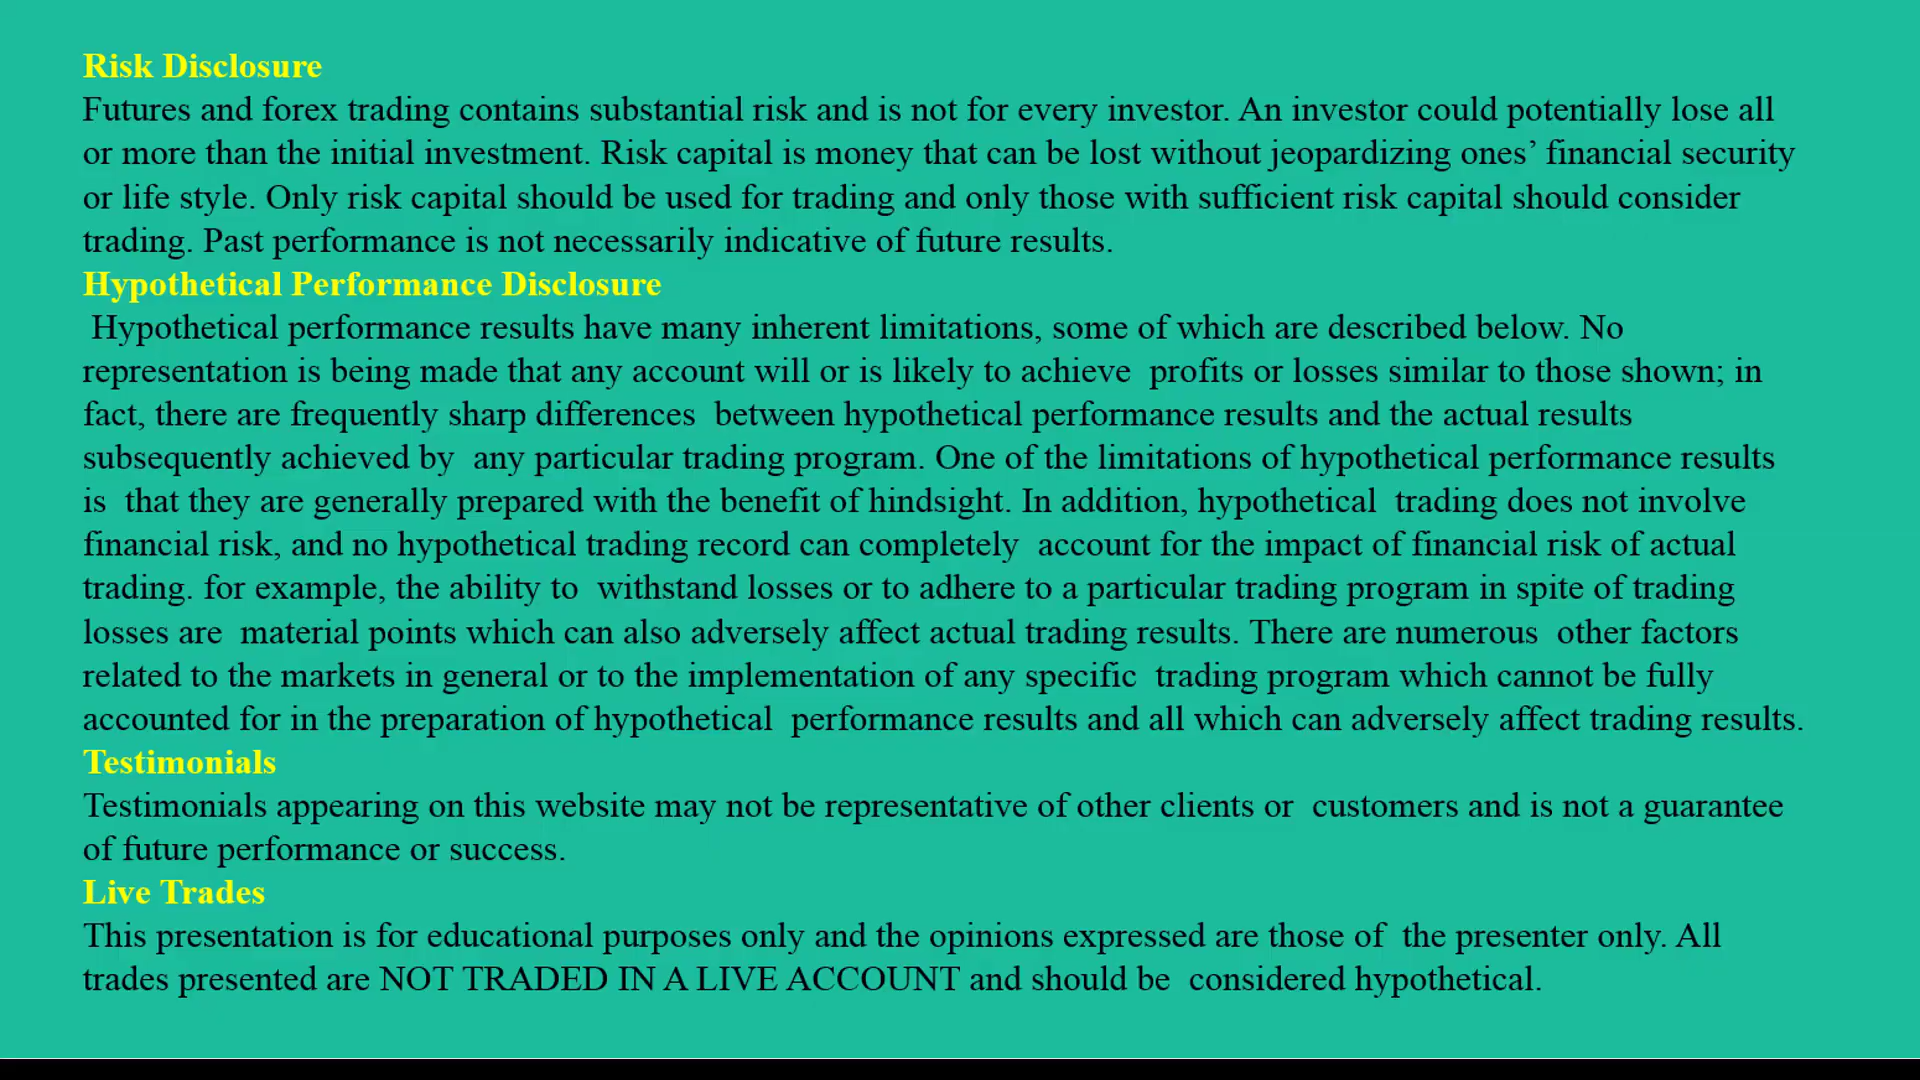 Risk Disclosure
Futures and forex trading contains substantial risk and is not for every investor. An investor could potentially lose all
or more than the initial investment. Risk capital is money that can be lost without jeopardizing ones’ financial security
or life style. Only risk capital should be used for trading and only those with sufficient risk capital should consider
trading. Past performance is not necessarily indicative of future results.
Hypothetical Performance Disclosure
Hypothetical performance results have many inherent limitations, some of which are described below. No
representation is being made that any account will or is likely to achieve  profits or losses similar to those shown; in
fact, there are frequently sharp differences  between hypothetical performance results and the actual results
subsequently achieved by  any particular trading program. One of the limitations of hypothetical performance results
is  that they are generally prepared with the benefit of hindsight. In addition, hypothetical  trading does not involve
financial risk, and no hypothetical trading record can completely  account for the impact of financial risk of actual
trading. for example, the ability to  withstand losses or to adhere to a particular trading program in spite of trading
losses are  material points which can also adversely affect actual trading results. There are numerous  other factors
related to the markets in general or to the implementation of any specific  trading program which cannot be fully
accounted for in the preparation of hypothetical  performance results and all which can adversely affect trading results.
Testimonials
Testimonials appearing on this website may not be representative of other clients or  customers and is not a guarantee
of future performance or success.
Live Trades
This presentation is for educational purposes only and the opinions expressed are those of  the presenter only. All
trades presented are NOT TRADED IN A LIVE ACCOUNT and should be  considered hypothetical.